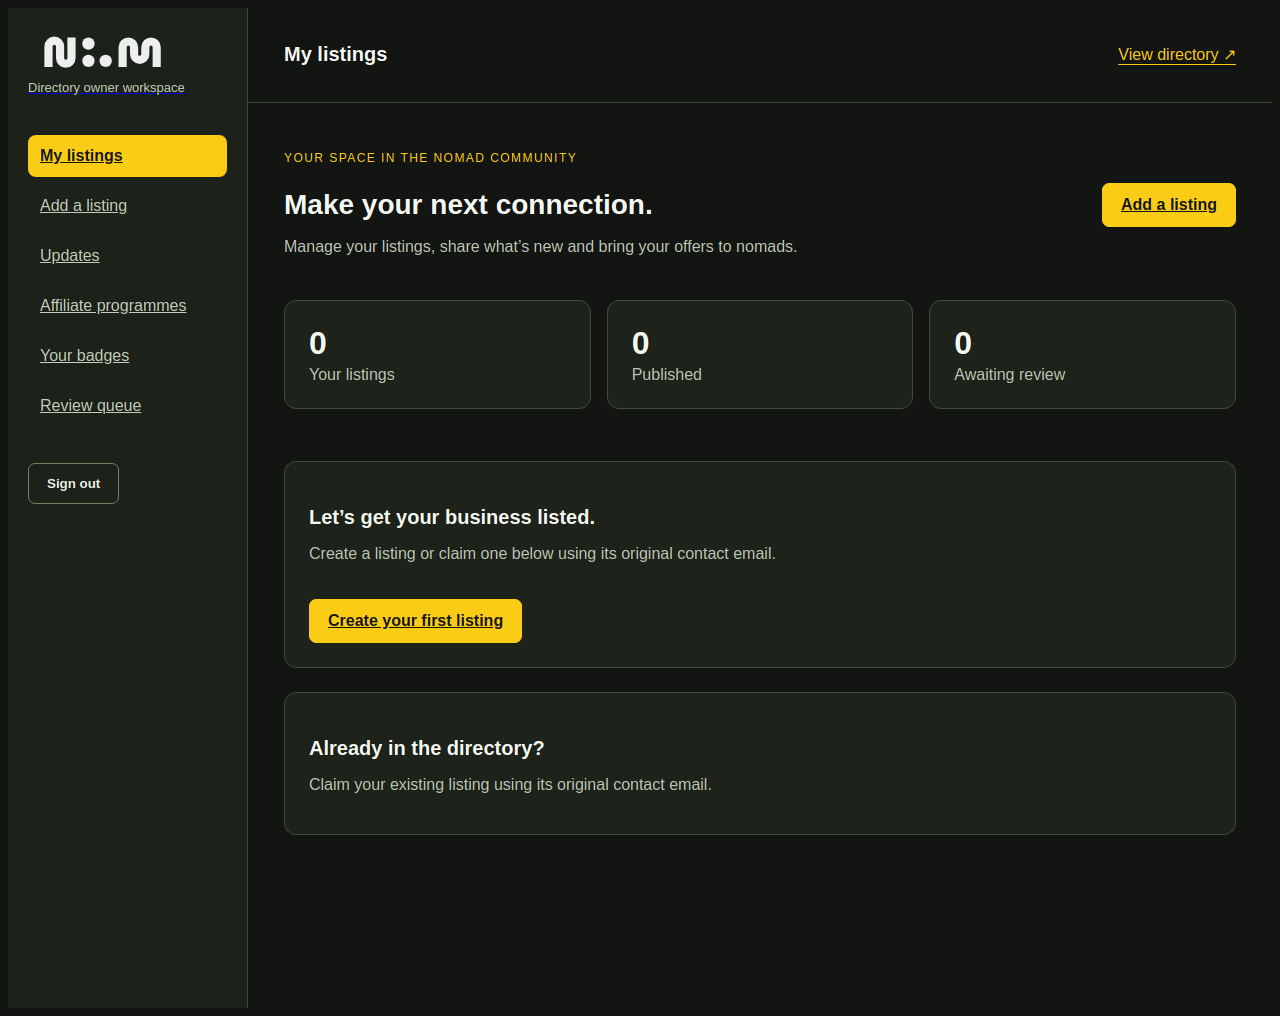 Directory owner workspace
My listings
Add a listing
Updates
Affiliate programmes
Your badges
Review queue
Sign out
My listings
View directory ↗
YOUR SPACE IN THE NOMAD COMMUNITY
Make your next connection.
Add a listing
Manage your listings, share what’s new and bring your offers to nomads.
0
Your listings
0
Published
0
Awaiting review
Let’s get your business listed.
Create a listing or claim one below using its original contact email.
Create your first listing
Already in the directory?
Claim your existing listing using its original contact email.